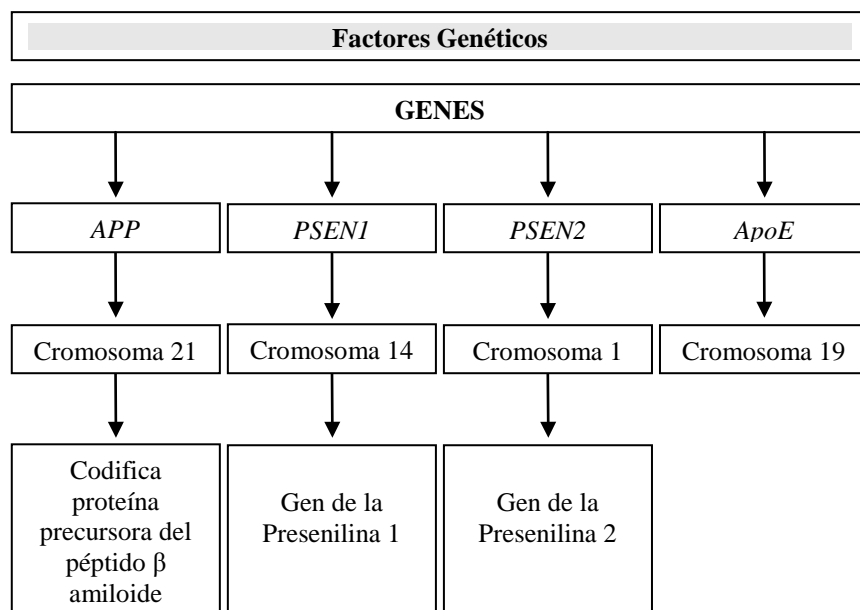 Factores Genéticos
GENES
APP
PSEN1
PSEN2
ApoE
Cromosoma 21
Cromosoma 14
Cromosoma 1
Cromosoma 19
Codifica
proteína
precursora del
péptido β
amiloide
Gen de la
Presenilina 1
Gen de la
Presenilina 2